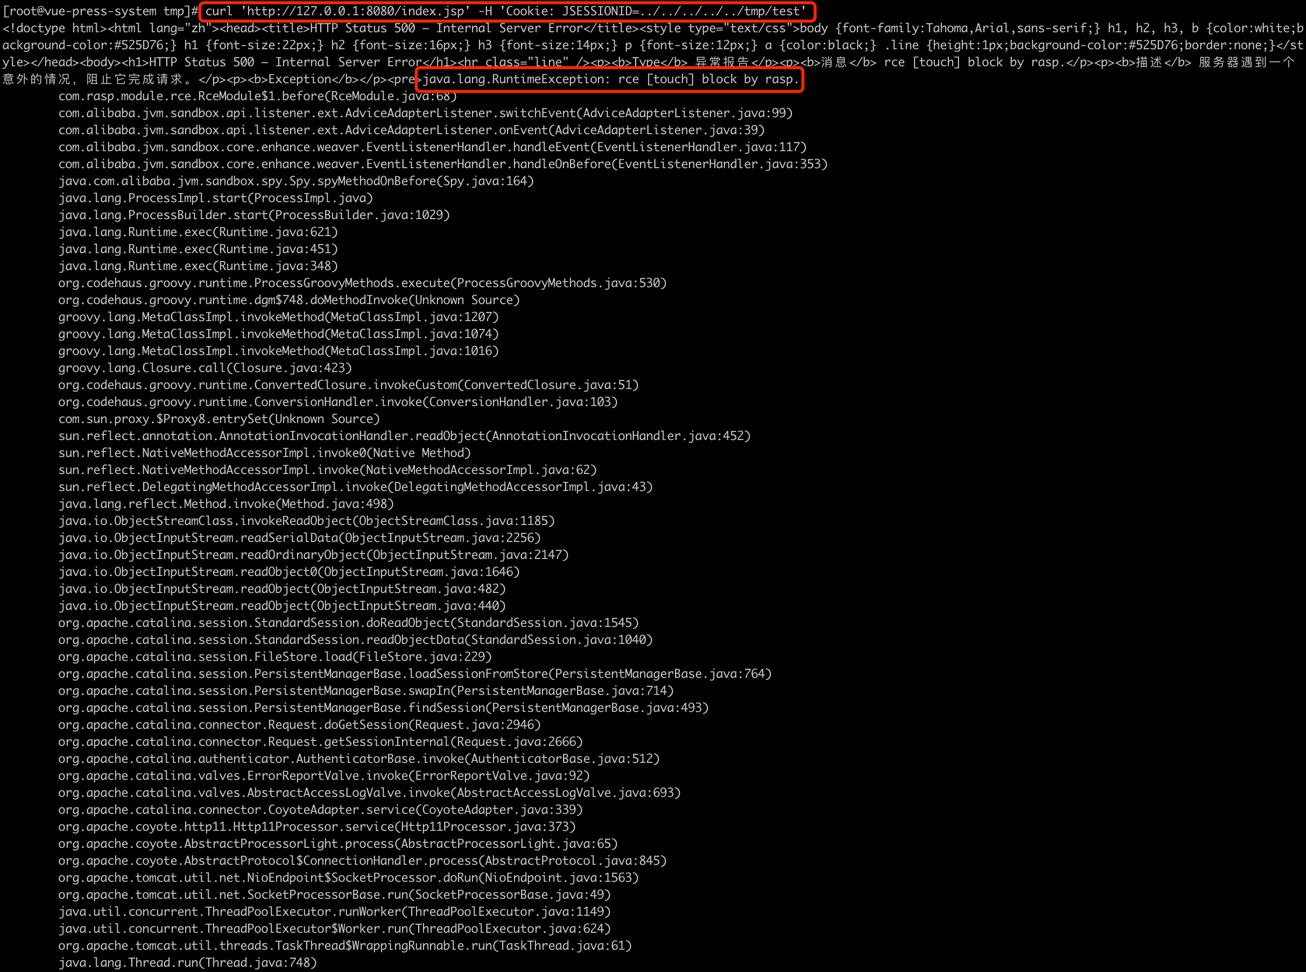 [root@vue-press-system tmp]# curl 'http://127.0.0.1:8080/index.jsp' -H 'Cookie: JSESSIONID=../../../../../tmp/test'
<!doctype html><html lang="zh"><head><title>HTTP Status 500 – Internal Server Error</title><style type="text/css">body {font-family:Tahoma,Arial,sans-serif;} h1, h2, h3, b {color:white;b
ackground-color:#525D76;} h1 {font-size:22px;} h2 {font-size:16px;} h3 {font-size:14px;} p {font-size:12px;} a {color:black;} .line {height:1px;background-color:#525D76;border:none;}</st
yle></head><body><h1>HTTP Status 500 – Internal Server Error</h1><hr class="line" /><p><b>Type</b> 异常报告</p><p><b>消息</b> rce [touch] block by rasp.</p><p><b>描述</b> 服务器遇到一个
意外的情况，阻止它完成请求。</p><p><b>Exception</b></p><pre>java.lang.RuntimeException: rce [touch] block by rasp.
com.rasp.module.rce.RceModule$1.before(RceModule.java:68)
com.alibaba.jvm.sandbox.api.listener.ext.AdviceAdapterListener.switchEvent(AdviceAdapterListener.java:99)
com.alibaba.jvm.sandbox.api.listener.ext.AdviceAdapterListener.onEvent(AdviceAdapterListener.java:39)
com.alibaba.jvm.sandbox.core.enhance.weaver.EventListenerHandler.handleEvent(EventListenerHandler.java:117)
com.alibaba.jvm.sandbox.core.enhance.weaver.EventListenerHandler.handleOnBefore(EventListenerHandler.java:353)
java.com.alibaba.jvm.sandbox.spy.Spy.spyMethodOnBefore(Spy.java:164)
java.lang.ProcessImpl.start(ProcessImpl.java)
java.lang.ProcessBuilder.start(ProcessBuilder.java:1029)
java.lang.Runtime.exec(Runtime.java:621)
java.lang.Runtime.exec(Runtime.java:451)
java.lang.Runtime.exec(Runtime.java:348)
org.codehaus.groovy.runtime.ProcessGroovyMethods.execute(ProcessGroovyMethods.java:530)
org.codehaus.groovy.runtime.dgm$748.doMethodInvoke(Unknown Source)
groovy.lang.MetaClassImpl.invokeMethod(MetaClassImpl.java:1207)
groovy.lang.MetaClassImpl.invokeMethod(MetaClassImpl.java:1074)
groovy.lang.MetaClassImpl.invokeMethod(MetaClassImpl.java:1016)
groovy.lang.Closure.call(Closure.java:423)
org.codehaus.groovy.runtime.ConvertedClosure.invokeCustom(ConvertedClosure.java:51)
org.codehaus.groovy.runtime.ConversionHandler.invoke(ConversionHandler.java:103)
com.sun.proxy.$Proxy8.entrySet(Unknown Source)
sun.reflect.annotation.AnnotationInvocationHandler.readObject(AnnotationInvocationHandler.java:452)
sun.reflect.NativeMethodAccessorImpl.invoke0(Native Method)
sun.reflect.NativeMethodAccessorImpl.invoke(NativeMethodAccessorImpl.java:62)
sun.reflect.DelegatingMethodAccessorImpl.invoke(DelegatingMethodAccessorImpl.java:43)
java.lang.reflect.Method.invoke(Method.java:498)
java.io.ObjectStreamClass.invokeReadObject(ObjectStreamClass.java:1185)
java.io.ObjectInputStream.readSerialData(ObjectInputStream.java:2256)
java.io.ObjectInputStream.readOrdinaryObject(ObjectInputStream.java:2147)
java.io.ObjectInputStream.readObject0(ObjectInputStream.java:1646)
java.io.ObjectInputStream.readObject(ObjectInputStream.java:482)
java.io.ObjectInputStream.readObject(ObjectInputStream.java:440)
org.apache.catalina.session.StandardSession.doReadObject(StandardSession.java:1545)
org.apache.catalina.session.StandardSession.readObjectData(StandardSession.java:1040)
org.apache.catalina.session.FileStore.load(FileStore.java:229)
org.apache.catalina.session.PersistentManagerBase.loadSessionFromStore(PersistentManagerBase.java:764)
org.apache.catalina.session.PersistentManagerBase.swapIn(PersistentManagerBase.java:714)
org.apache.catalina.session.PersistentManagerBase.findSession(PersistentManagerBase.java:493)
org.apache.catalina.connector.Request.doGetSession(Request.java:2946)
org.apache.catalina.connector.Request.getSessionInternal(Request.java:2666)
org.apache.catalina.authenticator.AuthenticatorBase.invoke(AuthenticatorBase.java:512)
org.apache.catalina.valves.ErrorReportValve.invoke(ErrorReportValve.java:92)
org.apache.catalina.valves.AbstractAccessLogValve.invoke(AbstractAccessLogValve.java:693)
org.apache.catalina.connector.CoyoteAdapter.service(CoyoteAdapter.java:339)
org.apache.coyote.http11.Http11Processor.service(Http11Processor.java:373)
org.apache.coyote.AbstractProcessorLight.process(AbstractProcessorLight.java:65)
org.apache.coyote.AbstractProtocol$ConnectionHandler.process(AbstractProtocol.java:845)
org.apache.tomcat.util.net.NioEndpoint$SocketProcessor.doRun(NioEndpoint.java:1563)
org.apache.tomcat.util.net.SocketProcessorBase.run(SocketProcessorBase.java:49)
java.util.concurrent.ThreadPoolExecutor.runWorker(ThreadPoolExecutor.java:1149)
java.util.concurrent.ThreadPoolExecutor$Worker.run(ThreadPoolExecutor.java:624)
org.apache.tomcat.util.threads.TaskThread$WrappingRunnable.run(TaskThread.java:61)
java.lang.Thread.run(Thread.java:748)